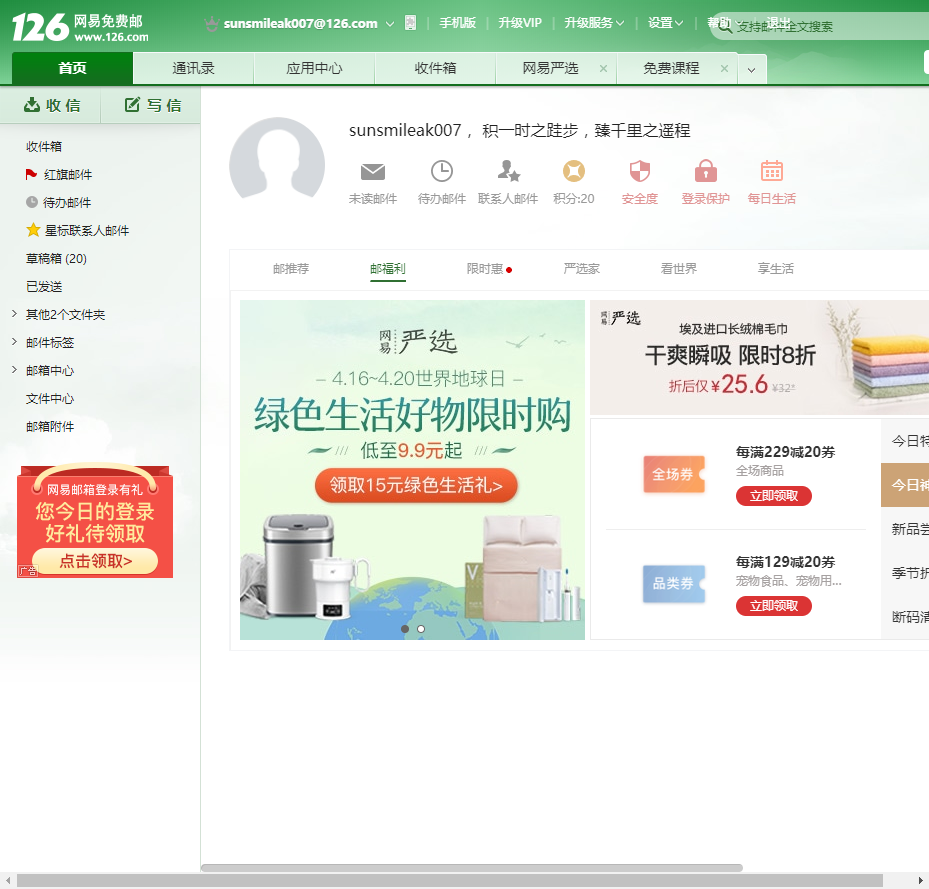 126 网易免费邮
www.126.com
sunsmileak007@126.com
手机版
升级VIP
升级服务
设置
帮助
退出
支持邮件全文搜索
首页
通讯录
应用中心
收件箱
网易严选
免费课程
收 信
写 信
收件箱
红旗邮件
待办邮件
星标联系人邮件
草稿箱 (20)
已发送
其他2个文件夹
邮件标签
邮箱中心
文件中心
邮箱附件
网易邮箱登录有礼
您今日的登录
好礼待领取
点击领取>
广告
sunsmileak007 ，积一时之跬步，臻千里之遥程
未读邮件
待办邮件
联系人邮件
积分:20
安全度
登录保护
每日生活
邮推荐
邮福利
限时惠
严选家
看世界
享生活
网易严选
– 4.16~4.20世界地球日 –
绿色生活好物限时购
低至9.9元起
领取15元绿色生活礼>
网易严选
埃及进口长绒棉毛巾
干爽瞬吸 限时8折
折后仅 ¥25.6
全场券
每满229减20券
全场商品
立即领取
品类券
每满129减20券
宠物食品、宠物用...
立即领取
今日特
今日神
新品尝
季节折
断码清